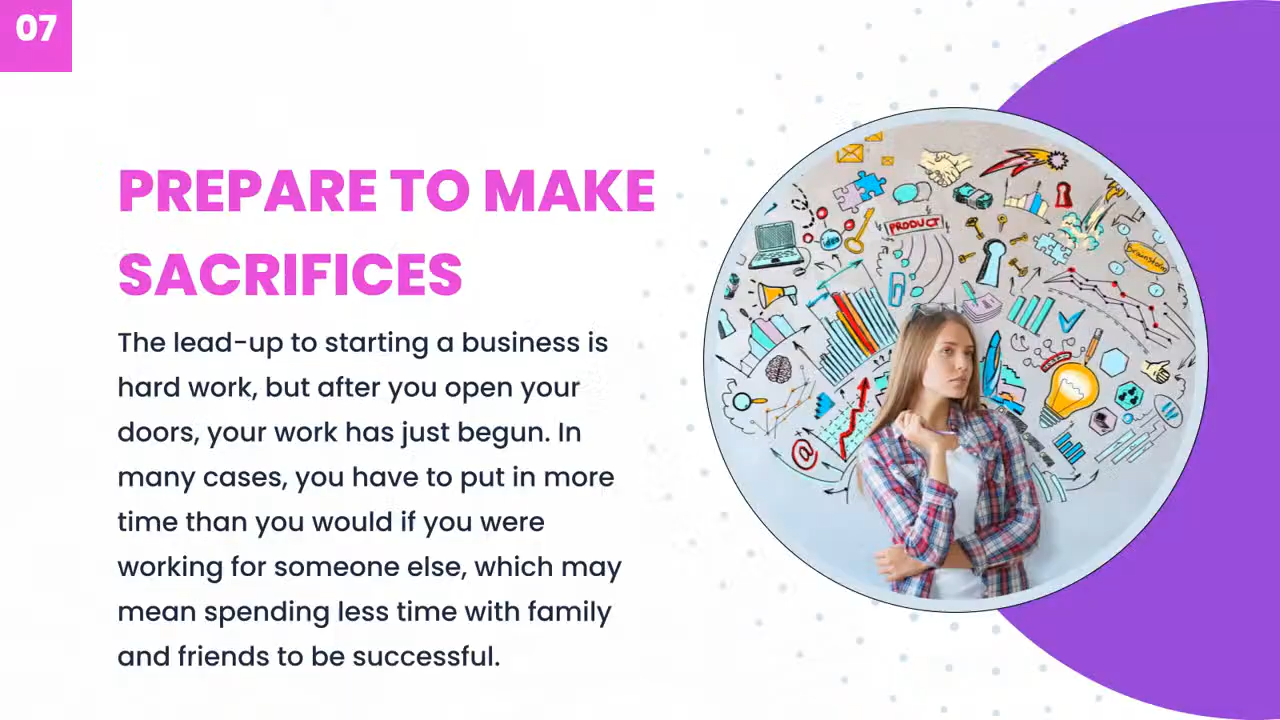 07
PREPARE TO MAKE
SACRIFICES
The lead-up to starting a business is
hard work, but after you open your
doors, your work has just begun. In
many cases, you have to put in more
time than you would if you were
working for someone else, which may
mean spending less time with family
and friends to be successful.
PRODUCT
idea
Brainstorm
@